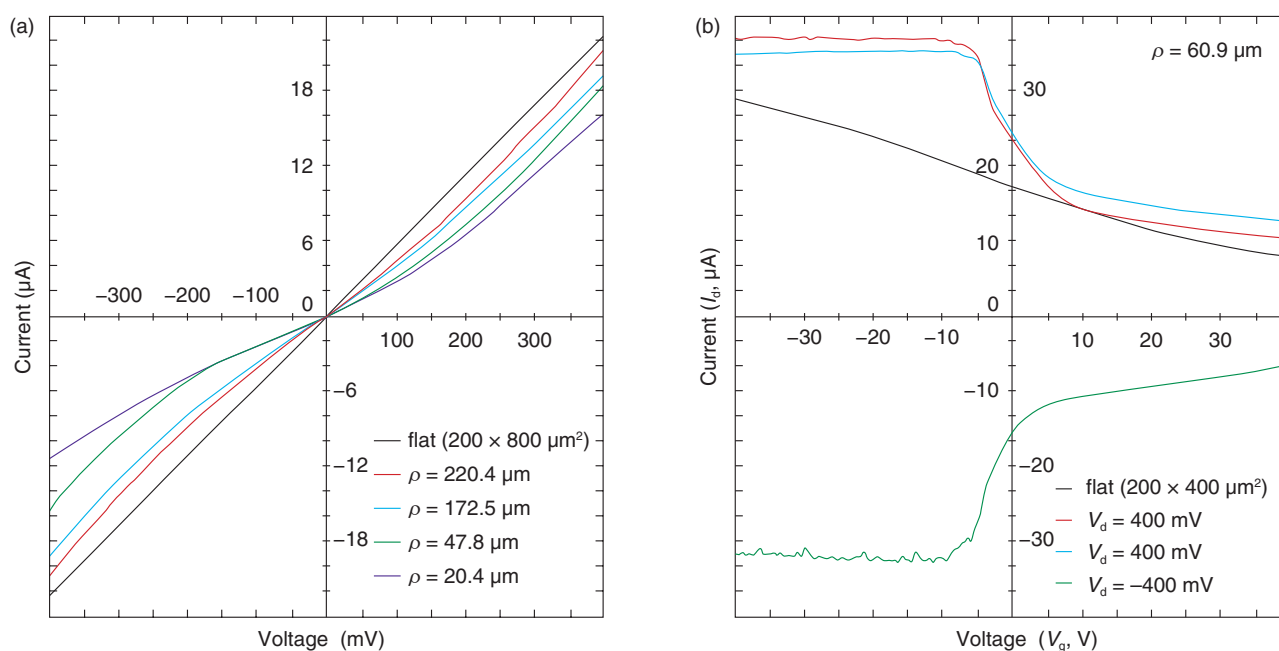 (a)
18
12
6
0
−300 −200 −100
100 200 300
−6
−12
−18
Current (μA)
Voltage (mV)
flat (200 × 800 μm²)
ρ = 220.4 μm
ρ = 172.5 μm
ρ = 47.8 μm
ρ = 20.4 μm
(b)
ρ = 60.9 μm
30
20
10
0
−30 −20 −10
10 20 30
−10
−20
−30
Current (I_d, μA)
Voltage (V_g, V)
flat (200 × 400 μm²)
V_d = 400 mV
V_d = 400 mV
V_d = −400 mV